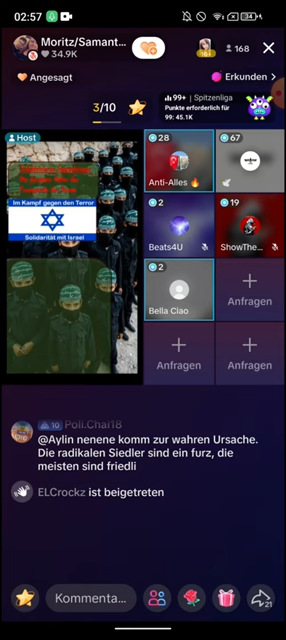 02:57
34
Moritz/Samant...
34.9K
168
Angesagt
Erkunden >
3/10
99+ | Spitzenliga
Punkte erforderlich für
99: 45.1K
Host
Im Kampf gegen den Terror
Solidarität mit Israel
28
Anti-Alles
67
2
Beats4U
19
ShowThe...
2
Bella Ciao
Anfragen
Anfragen
Anfragen
10 Poli.Chai18
@Aylin nenene komm zur wahren Ursache.
Die radikalen Siedler sind ein furz, die
meisten sind friedli
ELCrockz ist beigetreten
Kommenta...
21